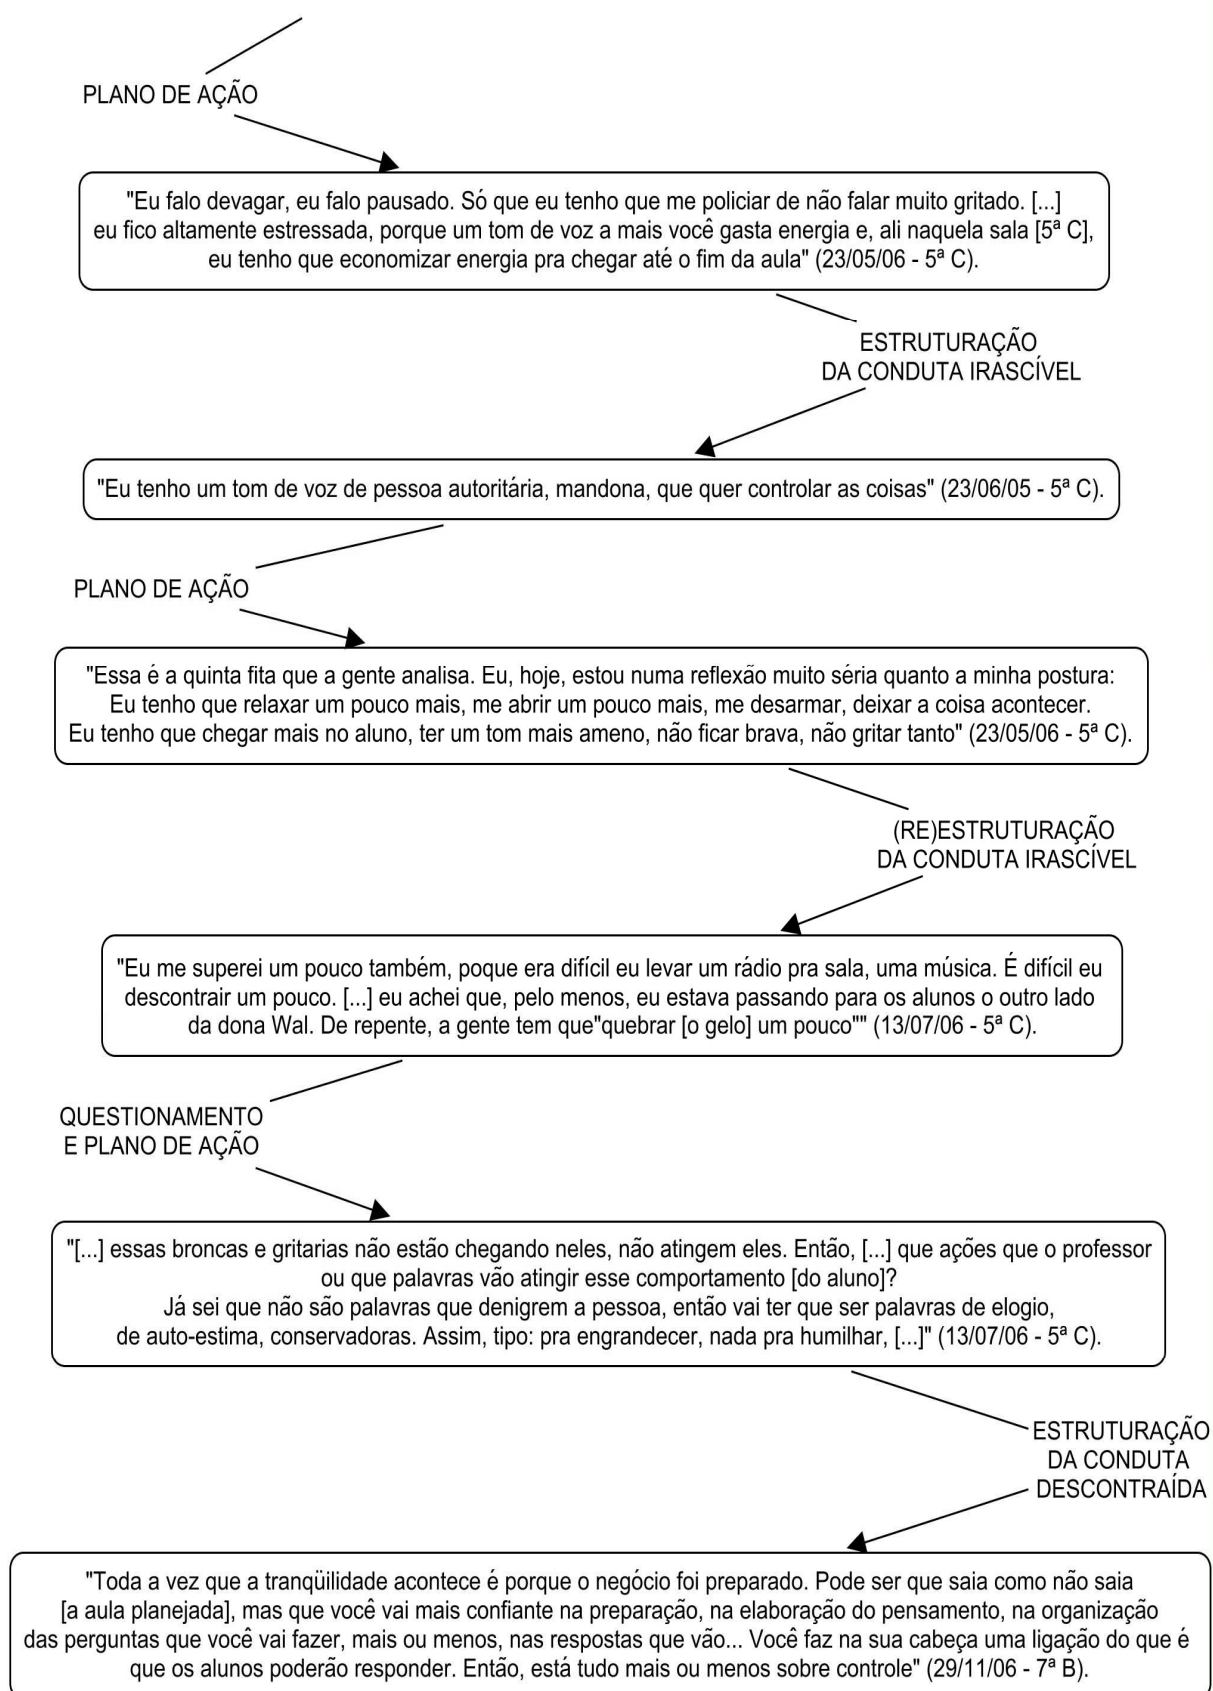 PLANO DE AÇÃO
"Eu falo devagar, eu falo pausado. Só que eu tenho que me policiar de não falar muito gritado. [...]
eu fico altamente estressada, porque um tom de voz a mais você gasta energia e, ali naquela sala [5ª C],
eu tenho que economizar energia pra chegar até o fim da aula" (23/05/06 - 5ª C).
ESTRUTURAÇÃO
DA CONDUTA IRASCÍVEL
"Eu tenho um tom de voz de pessoa autoritária, mandona, que quer controlar as coisas" (23/06/05 - 5ª C).
PLANO DE AÇÃO
"Essa é a quinta fita que a gente analisa. Eu, hoje, estou numa reflexão muito séria quanto a minha postura:
Eu tenho que relaxar um pouco mais, me abrir um pouco mais, me desarmar, deixar a coisa acontecer.
Eu tenho que chegar mais no aluno, ter um tom mais ameno, não ficar brava, não gritar tanto" (23/05/06 - 5ª C).
(RE)ESTRUTURAÇÃO
DA CONDUTA IRASCÍVEL
"Eu me superei um pouco também, poque era difícil eu levar um rádio pra sala, uma música. É difícil eu
descontrair um pouco. [...] eu achei que, pelo menos, eu estava passando para os alunos o outro lado
da dona Wal. De repente, a gente tem que"quebrar [o gelo] um pouco"" (13/07/06 - 5ª C).
QUESTIONAMENTO
E PLANO DE AÇÃO
"[...] essas broncas e gritarias não estão chegando neles, não atingem eles. Então, [...] que ações que o professor
ou que palavras vão atingir esse comportamento [do aluno]?
Já sei que não são palavras que denigrem a pessoa, então vai ter que ser palavras de elogio,
de auto-estima, conservadoras. Assim, tipo: pra engrandecer, nada pra humilhar, [...]" (13/07/06 - 5ª C).
ESTRUTURAÇÃO
DA CONDUTA
DESCONTRAÍDA
"Toda a vez que a tranqüilidade acontece é porque o negócio foi preparado. Pode ser que saia como não saia
[a aula planejada], mas que você vai mais confiante na preparação, na elaboração do pensamento, na organização
das perguntas que você vai fazer, mais ou menos, nas respostas que vão... Você faz na sua cabeça uma ligação do que é
que os alunos poderão responder. Então, está tudo mais ou menos sobre controle" (29/11/06 - 7ª B).